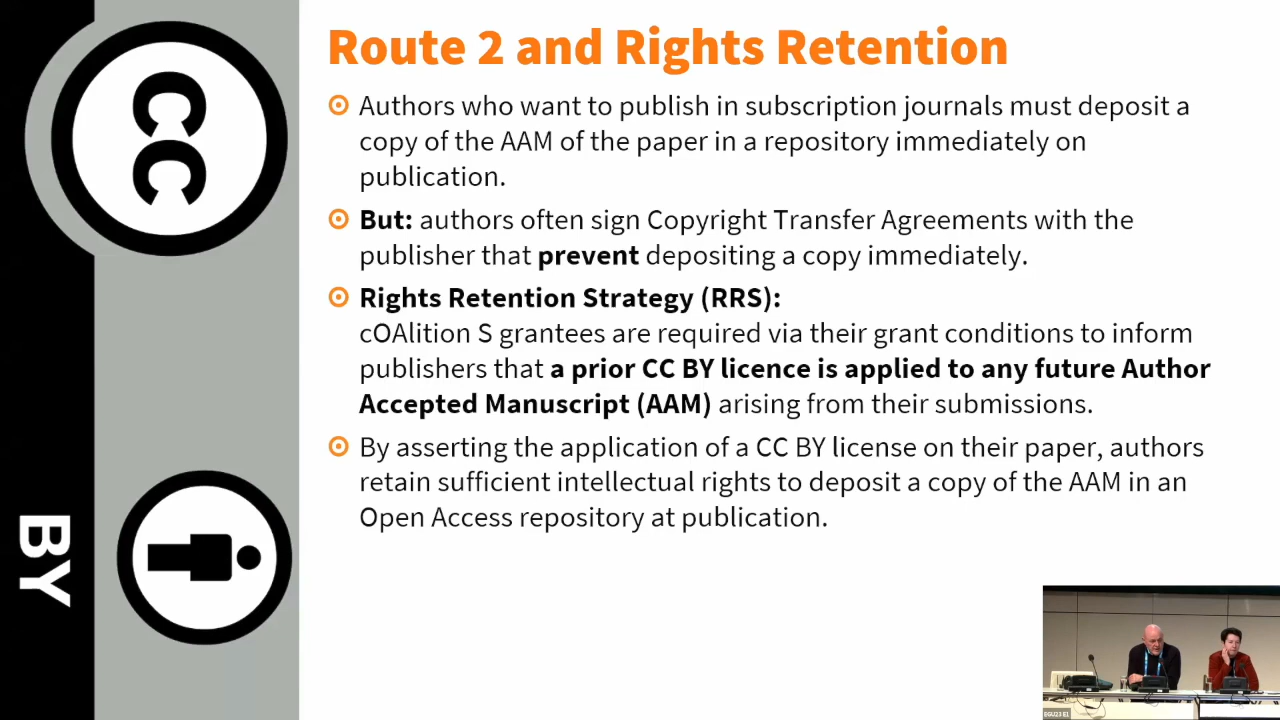 Route 2 and Rights Retention
Authors who want to publish in subscription journals must deposit a
copy of the AAM of the paper in a repository immediately on
publication.
But: authors often sign Copyright Transfer Agreements with the
publisher that prevent depositing a copy immediately.
Rights Retention Strategy (RRS):
cOAlition S grantees are required via their grant conditions to inform
publishers that a prior CC BY licence is applied to any future Author
Accepted Manuscript (AAM) arising from their submissions.
By asserting the application of a CC BY license on their paper, authors
retain sufficient intellectual rights to deposit a copy of the AAM in an
Open Access repository at publication.
CC
BY
EGU23 E1